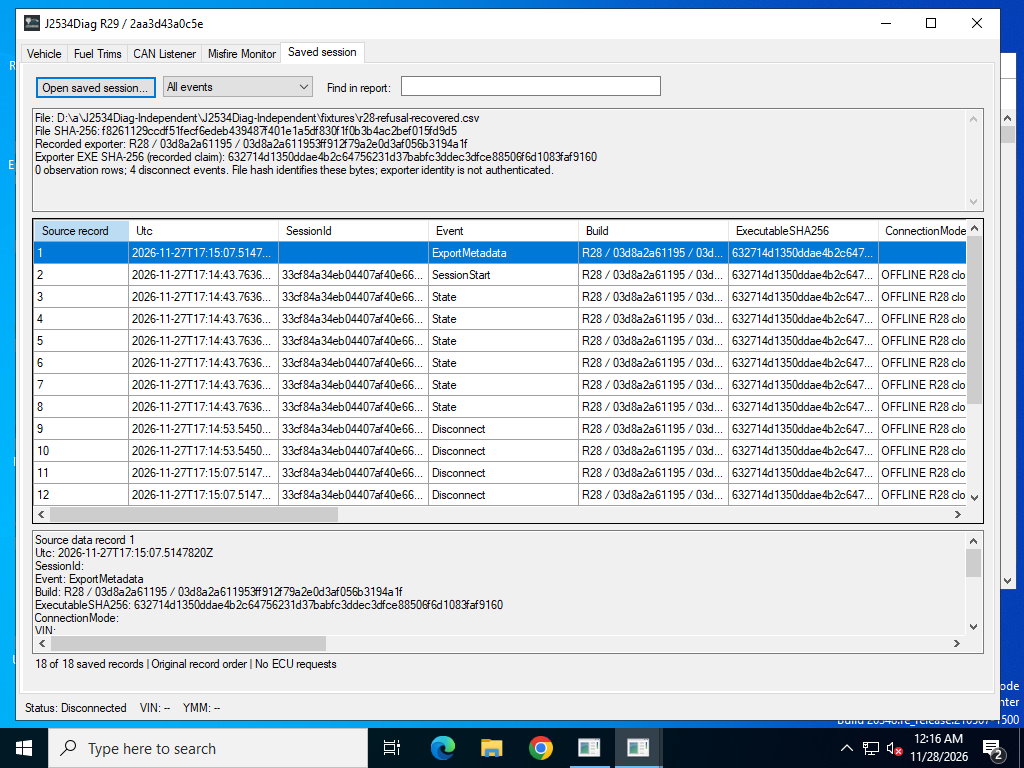 J2534Diag R29 / 2aa3d43a0c5e
Vehicle Fuel Trims CAN Listener Misfire Monitor Saved session
Open saved session... All events Find in report:
File: D:\a\J2534Diag-Independent\J2534Diag-Independent\fixtures\r28-refusal-recovered.csv
File SHA-256: f8261129ccdf51fecf6edeb439487f401e1a5df830f1f0b3b4ac2bef015fd9d5
Recorded exporter: R28 / 03d8a2a61195 / 03d8a2a611953ff912f79a2e0d3af056b3194a1f
Exporter EXE SHA-256 (recorded claim): 632714d1350ddae4b2c64756231d37babfc3ddec3dfce88506f6d1083faf9160
0 observation rows; 4 disconnect events. File hash identifies these bytes; exporter identity is not authenticated.
Source record Utc SessionId Event Build ExecutableSHA256 ConnectionMode
1 2026-11-27T17:15:07.5147... ExportMetadata R28 / 03d8a2a61195 / 03d... 632714d1350ddae4b2c647...
2 2026-11-27T17:14:43.7636... 33cf84a34eb04407af40e66... SessionStart R28 / 03d8a2a61195 / 03d... 632714d1350ddae4b2c647... OFFLINE R28 clo
3 2026-11-27T17:14:43.7636... 33cf84a34eb04407af40e66... State R28 / 03d8a2a61195 / 03d... 632714d1350ddae4b2c647... OFFLINE R28 clo
4 2026-11-27T17:14:43.7636... 33cf84a34eb04407af40e66... State R28 / 03d8a2a61195 / 03d... 632714d1350ddae4b2c647... OFFLINE R28 clo
5 2026-11-27T17:14:43.7636... 33cf84a34eb04407af40e66... State R28 / 03d8a2a61195 / 03d... 632714d1350ddae4b2c647... OFFLINE R28 clo
6 2026-11-27T17:14:43.7636... 33cf84a34eb04407af40e66... State R28 / 03d8a2a61195 / 03d... 632714d1350ddae4b2c647... OFFLINE R28 clo
7 2026-11-27T17:14:43.7636... 33cf84a34eb04407af40e66... State R28 / 03d8a2a61195 / 03d... 632714d1350ddae4b2c647... OFFLINE R28 clo
8 2026-11-27T17:14:43.7636... 33cf84a34eb04407af40e66... State R28 / 03d8a2a61195 / 03d... 632714d1350ddae4b2c647... OFFLINE R28 clo
9 2026-11-27T17:14:53.5450... 33cf84a34eb04407af40e66... Disconnect R28 / 03d8a2a61195 / 03d... 632714d1350ddae4b2c647... OFFLINE R28 clo
10 2026-11-27T17:14:53.5450... 33cf84a34eb04407af40e66... Disconnect R28 / 03d8a2a61195 / 03d... 632714d1350ddae4b2c647... OFFLINE R28 clo
11 2026-11-27T17:15:07.5147... 33cf84a34eb04407af40e66... Disconnect R28 / 03d8a2a61195 / 03d... 632714d1350ddae4b2c647... OFFLINE R28 clo
12 2026-11-27T17:15:07.5147... 33cf84a34eb04407af40e66... Disconnect R28 / 03d8a2a61195 / 03d... 632714d1350ddae4b2c647... OFFLINE R28 clo
Source data record 1
Utc: 2026-11-27T17:15:07.5147820Z
SessionId:
Event: ExportMetadata
Build: R28 / 03d8a2a61195 / 03d8a2a611953ff912f79a2e0d3af056b3194a1f
ExecutableSHA256: 632714d1350ddae4b2c64756231d37babfc3ddec3dfce88506f6d1083faf9160
ConnectionMode:
VIN:
18 of 18 saved records | Original record order | No ECU requests
Status: Disconnected VIN: -- YMM: --
ode
nter
1500
Type here to search
12:16 AM
11/28/2026
2